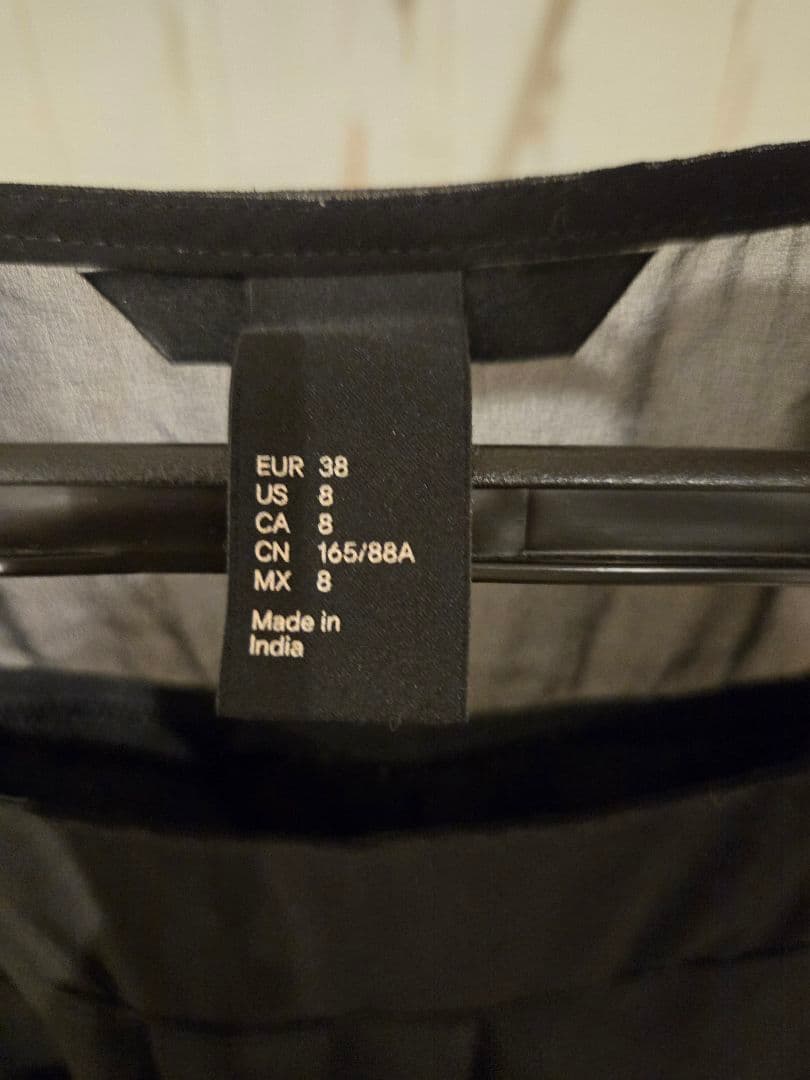 EUR 38
US 8
CA 8
CN 165/88A
MX 8
Made in
India